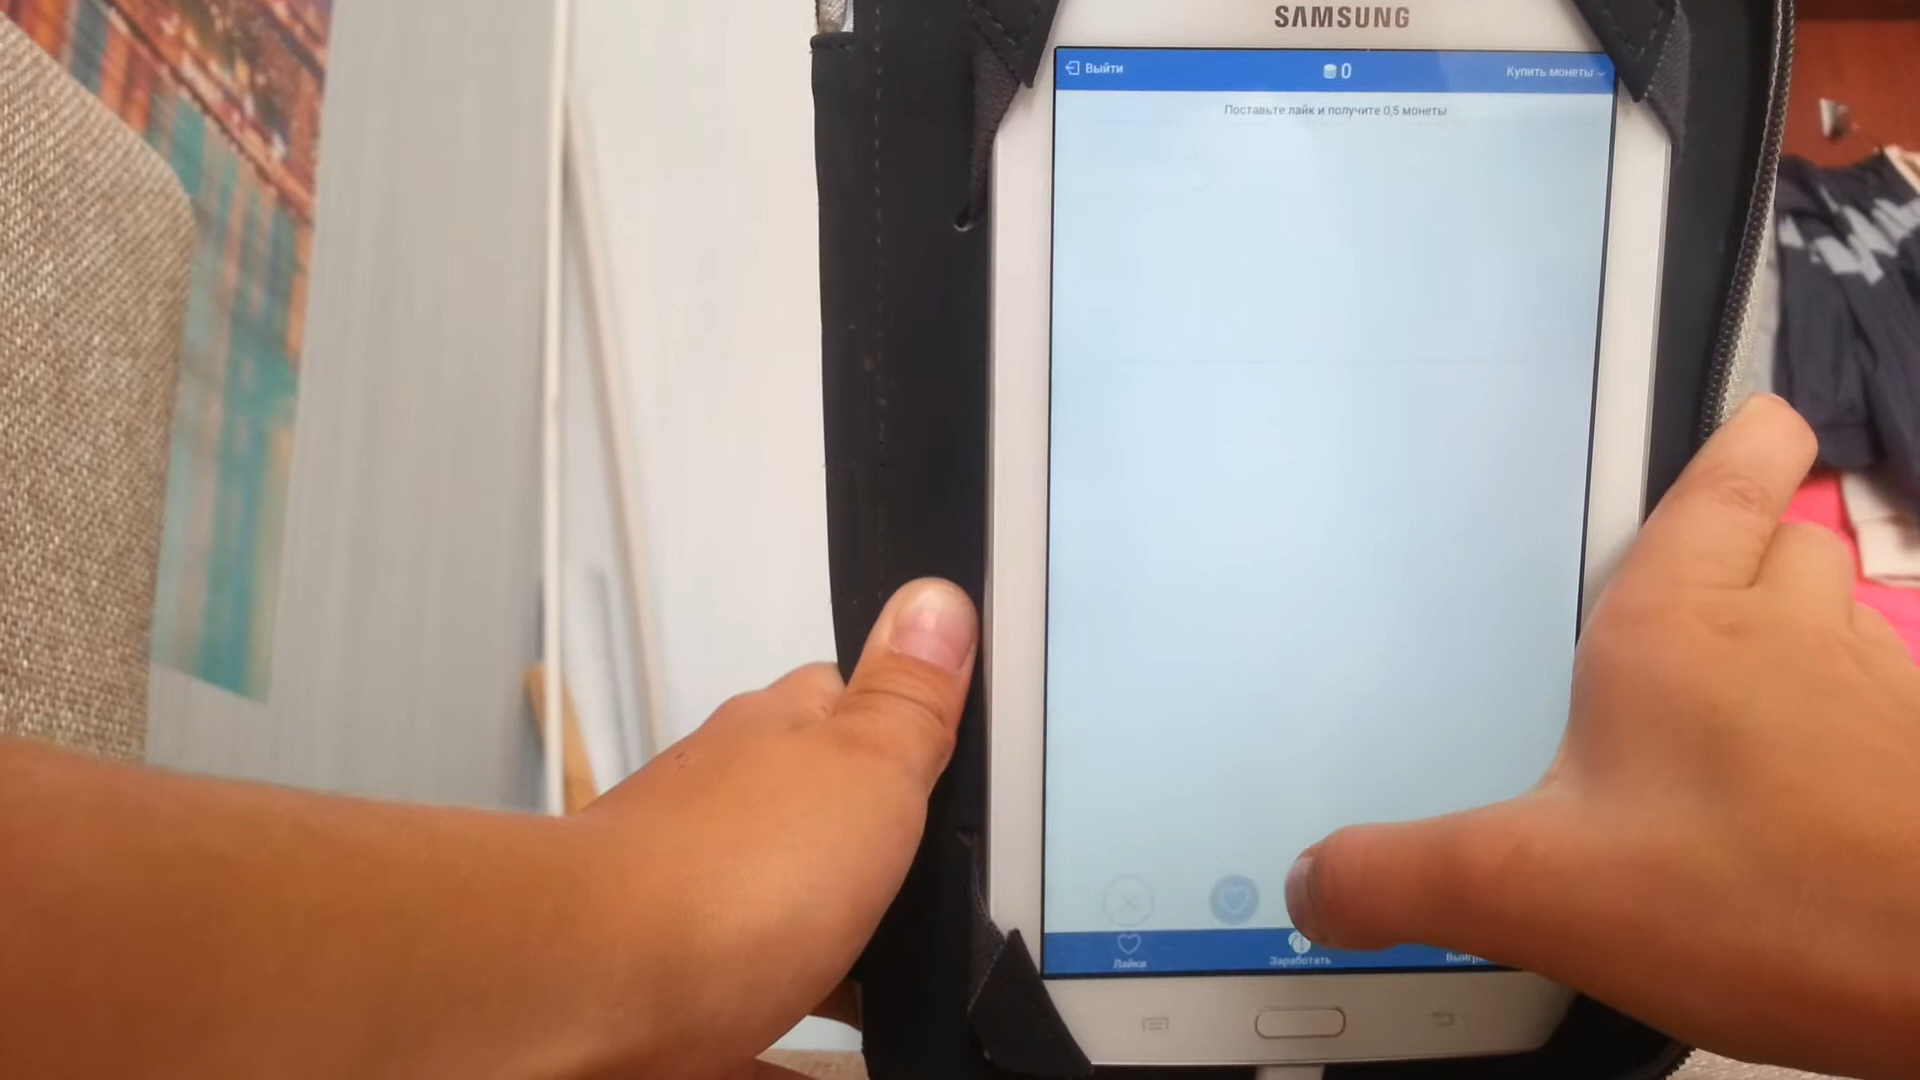 SAMSUNG
Выйти
0
Купить монеты
Поставьте лайк и получите 0,5 монеты
Лайки
Заработать